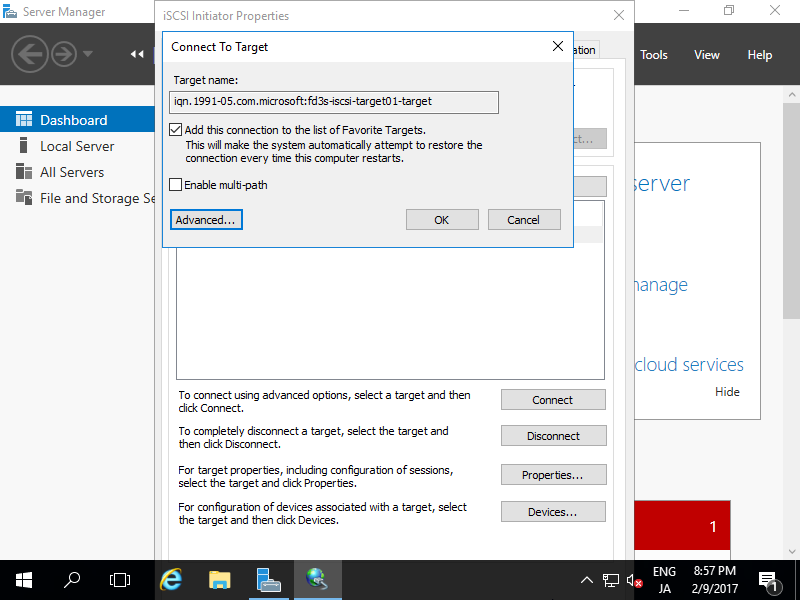 Server Manager
iSCSI Initiator Properties
Connect To Target
Tools
View
Help
Target name:
iqn.1991-05.com.microsoft:fd3s-iscsi-target01-target
Add this connection to the list of Favorite Targets.
This will make the system automatically attempt to restore the
connection every time this computer restarts.
Enable multi-path
Advanced...
OK
Cancel
Dashboard
Local Server
All Servers
File and Storage Se
server
manage
cloud services
Hide
To connect using advanced options, select a target and then
click Connect.
Connect
To completely disconnect a target, select the target and
then click Disconnect.
Disconnect
For target properties, including configuration of sessions,
select the target and click Properties.
Properties...
For configuration of devices associated with a target, select
the target and then click Devices.
Devices...
1
ENG
JA
8:57 PM
2/9/2017
1